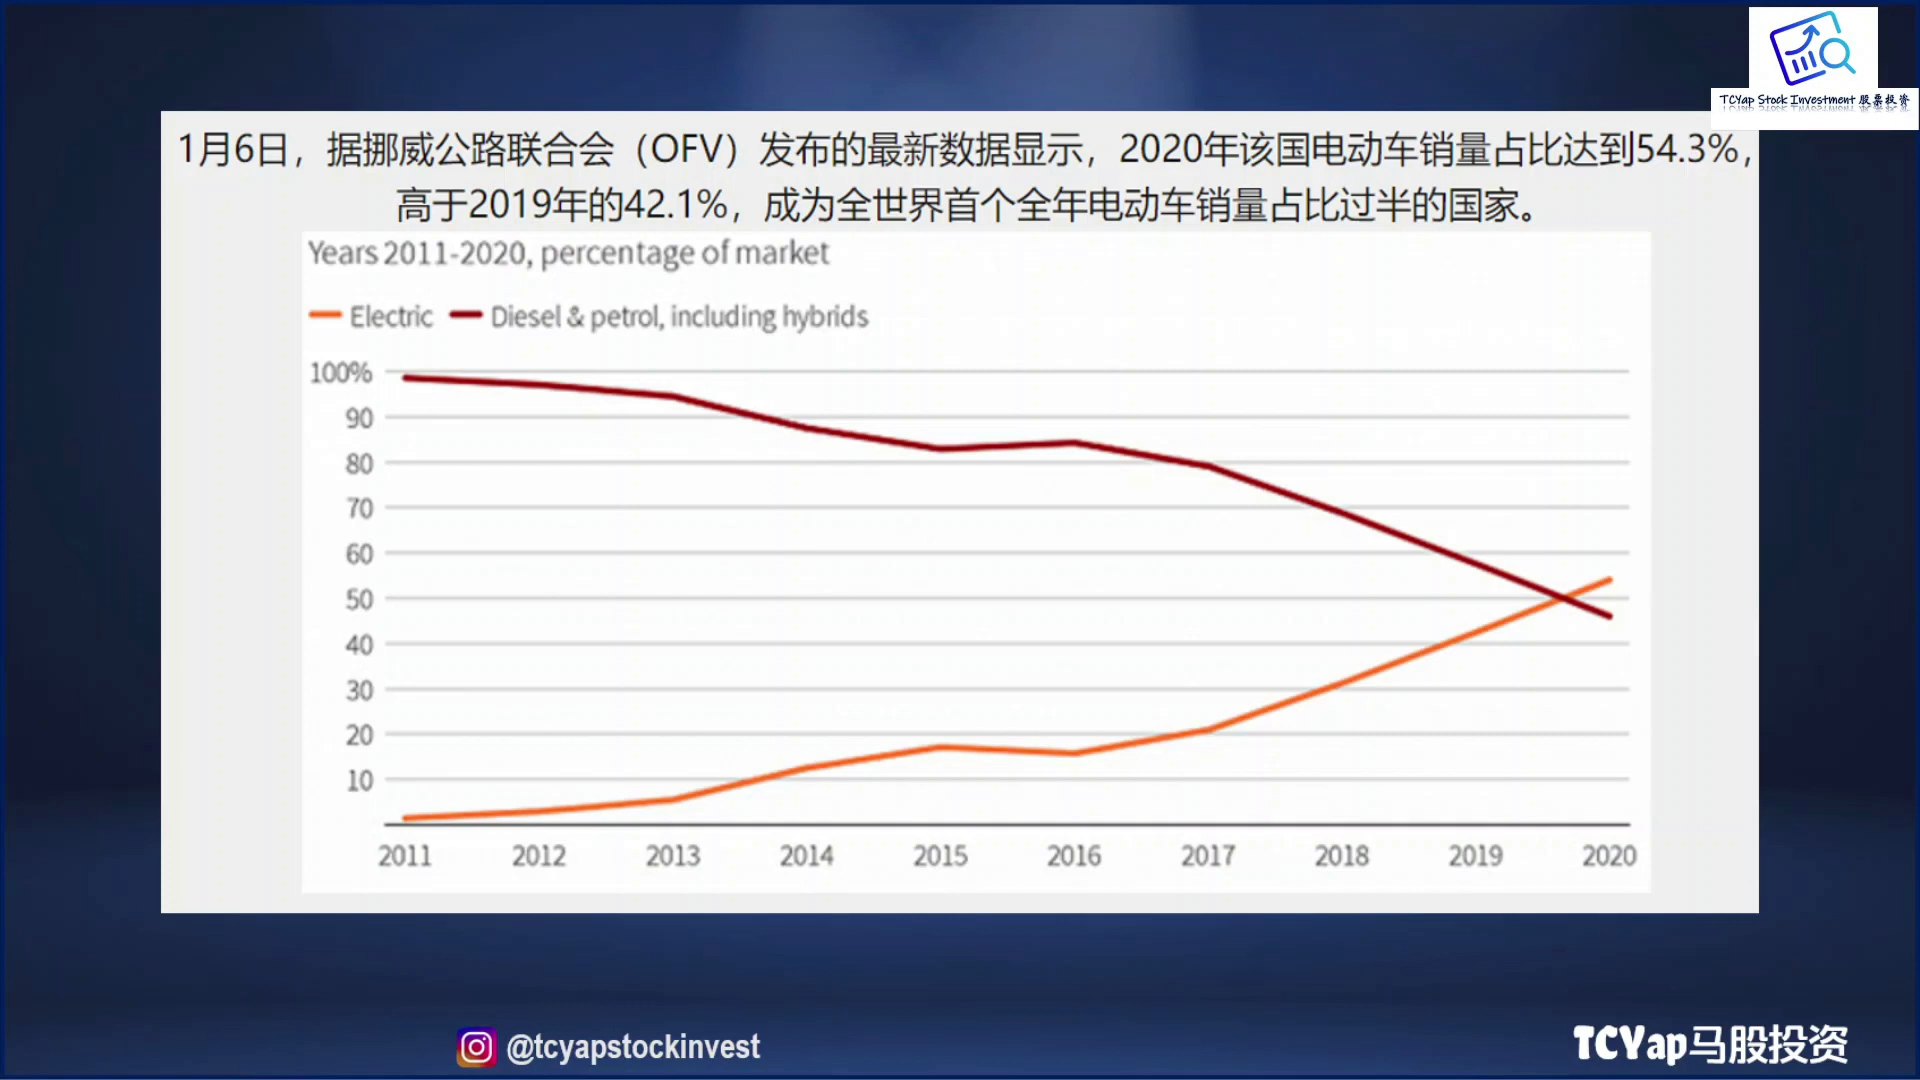 TCYap Stock Investment 股票投资
1月6日，据挪威公路联合会（OFV）发布的最新数据显示，2020年该国电动车销量占比达到54.3%，
高于2019年的42.1%，成为全世界首个全年电动车销量占比过半的国家。
Years 2011-2020, percentage of market
Electric Diesel & petrol, including hybrids
100%
90
80
70
60
50
40
30
20
10
2011 2012 2013 2014 2015 2016 2017 2018 2019 2020
@tcyapstockinvest
TCYap马股投资